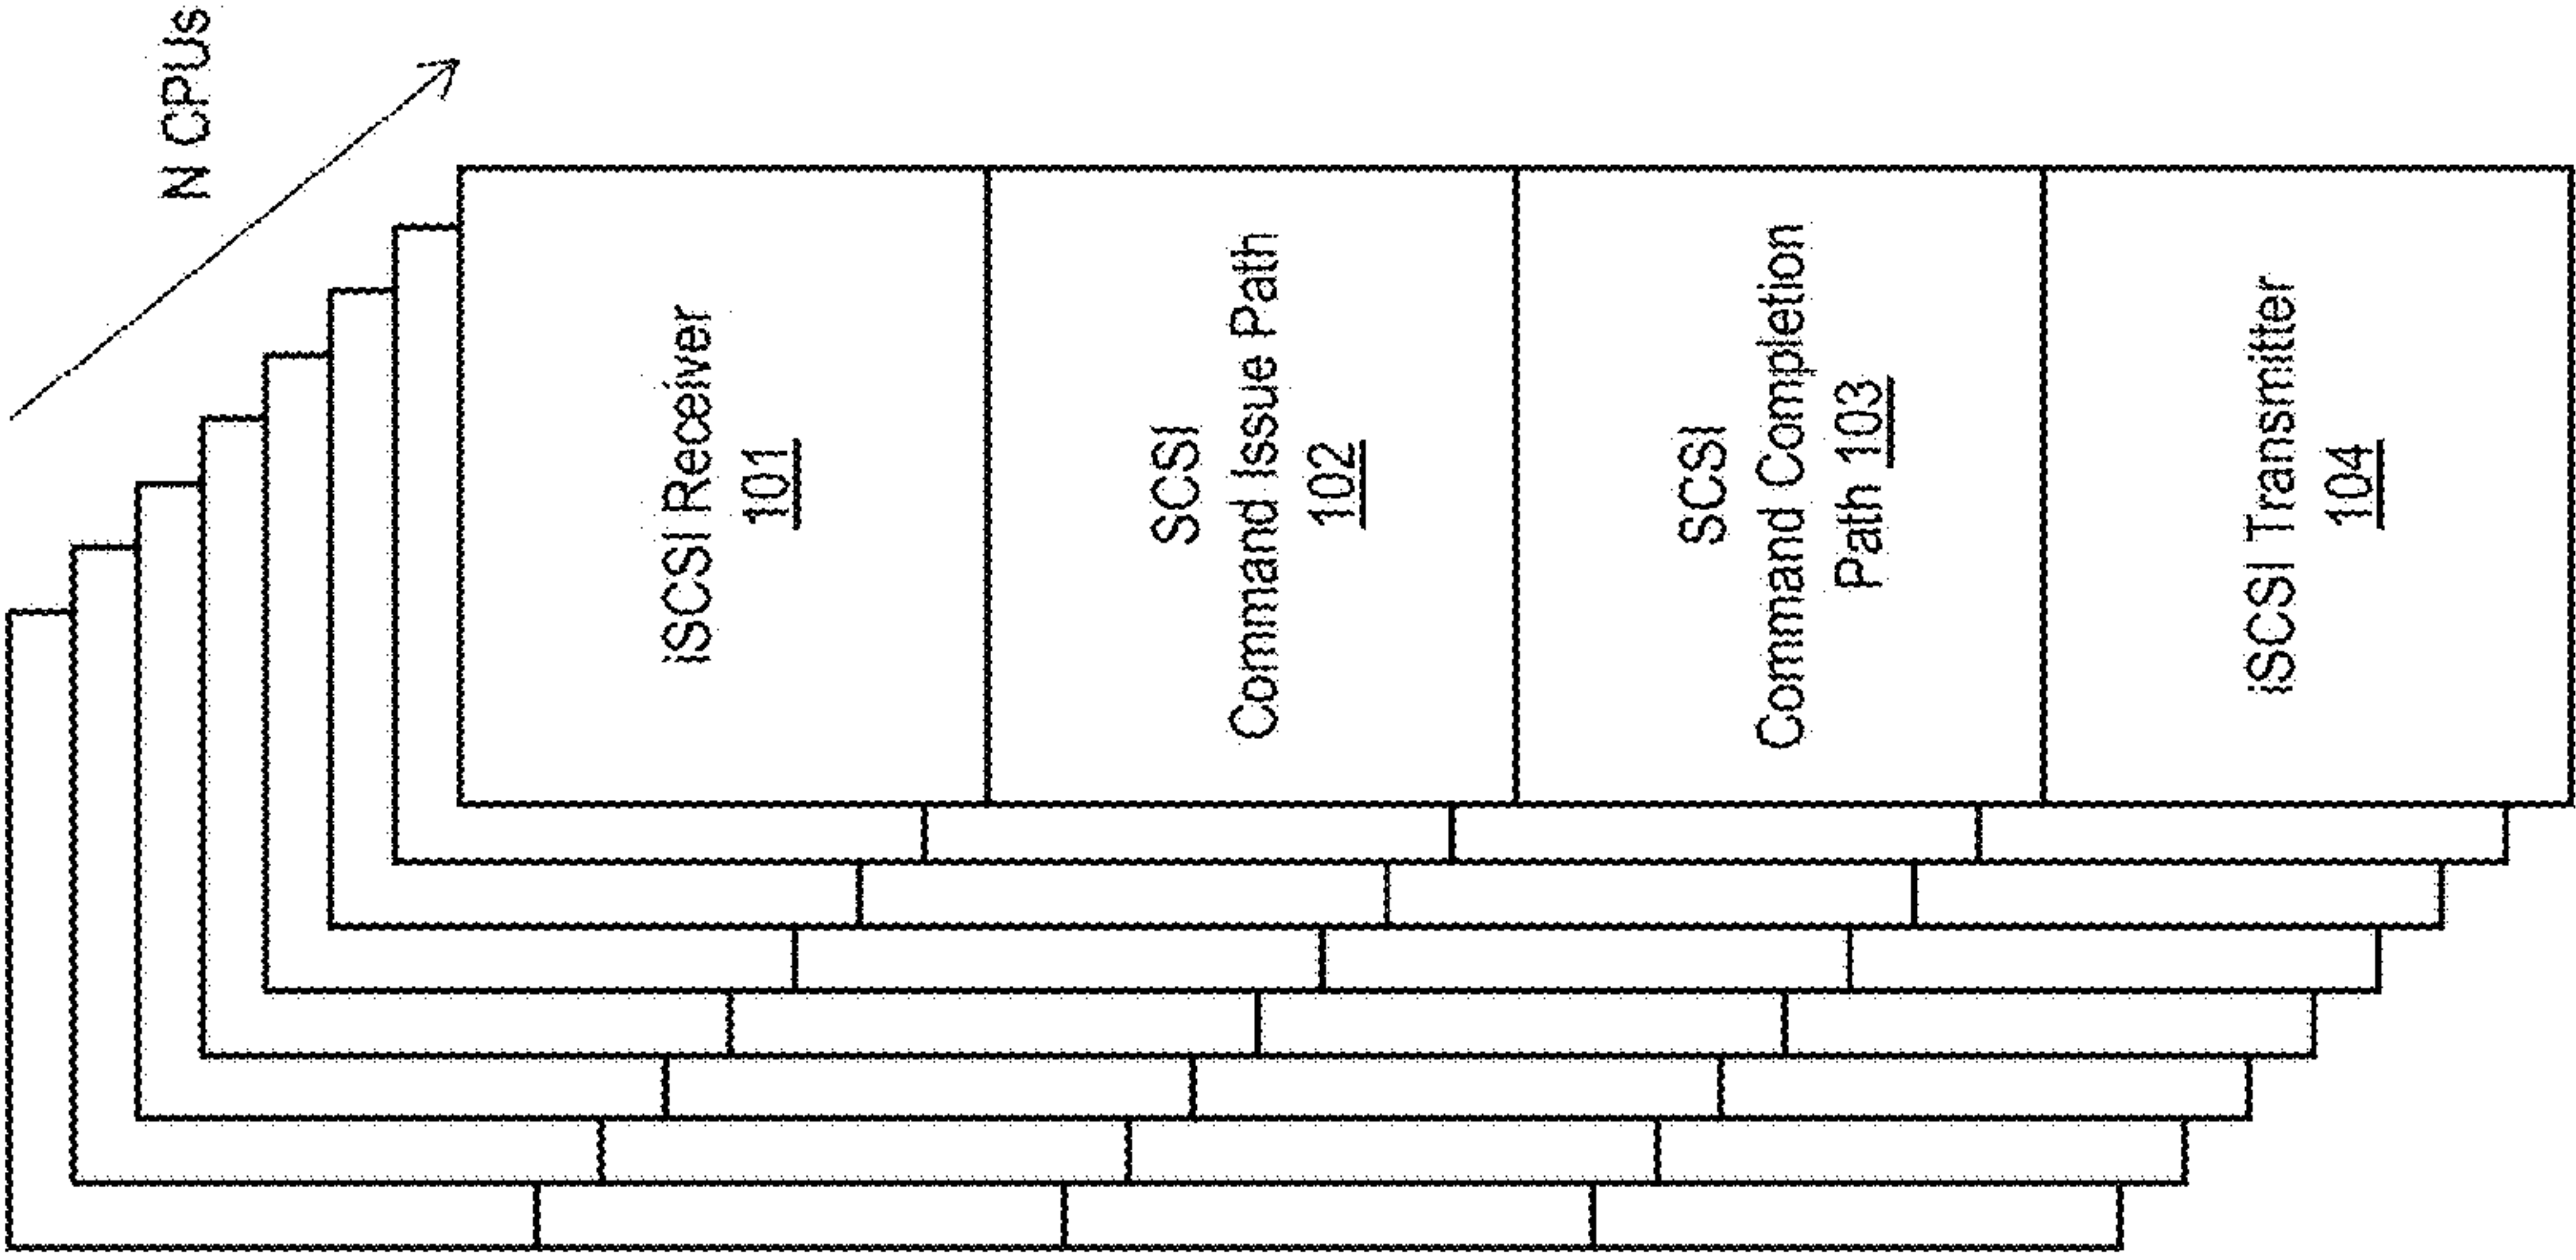 N CPUs
iSCSI Receiver
101
SCSI
Command Issue Path
102
SCSI
Command Completion
Path 103
iSCSI Transmitter
104